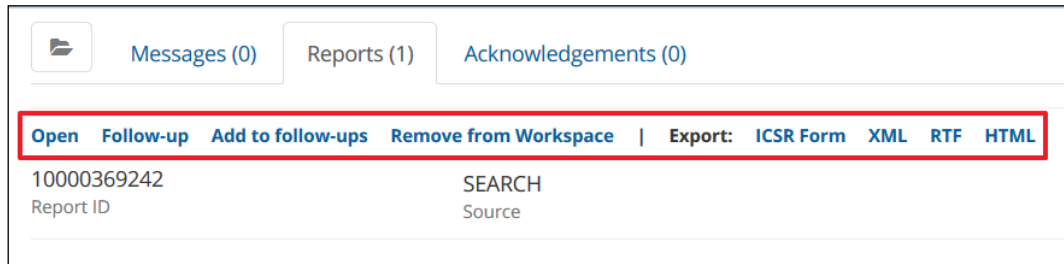 Messages (0) Reports (1) Acknowledgements (0)
Open Follow-up Add to follow-ups Remove from Workspace | Export: ICSR Form XML RTF HTML
10000369242 SEARCH
Report ID Source